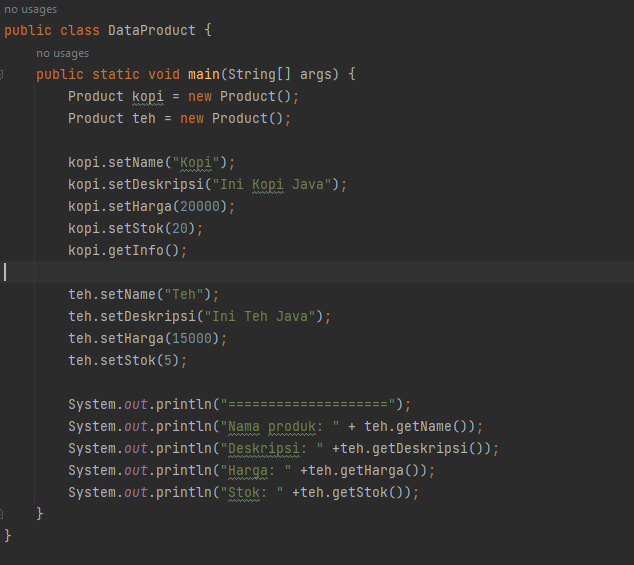 no usages
public class DataProduct {
no usages
public static void main(String[] args) {
Product kopi = new Product();
Product teh = new Product();
kopi.setName("Kopi");
kopi.setDeskripsi("Ini Kopi Java");
kopi.setHarga(20000);
kopi.setStok(20);
kopi.getInfo();
teh.setName("Teh");
teh.setDeskripsi("Ini Teh Java");
teh.setHarga(15000);
teh.setStok(5);
System.out.println("====================");
System.out.println("Nama produk: " + teh.getName());
System.out.println("Deskripsi: " +teh.getDeskripsi());
System.out.println("Harga: " +teh.getHarga());
System.out.println("Stok: " +teh.getStok());
}
}